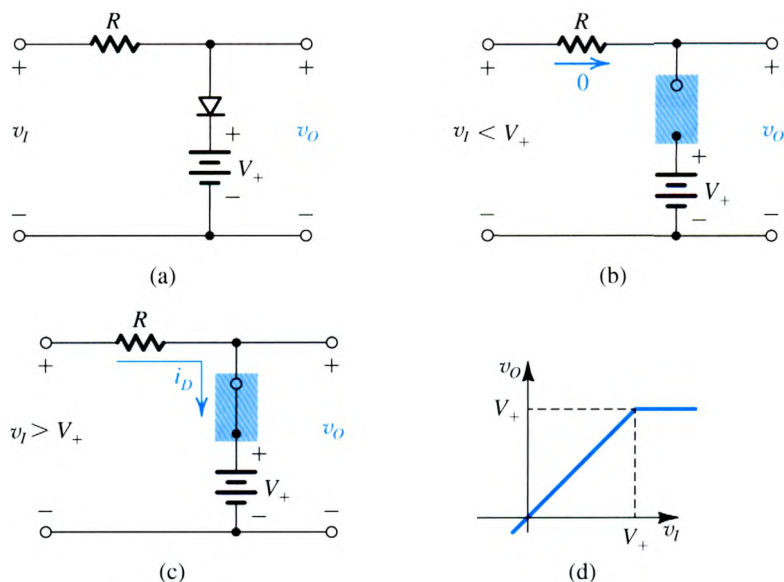 R
+ +
v_I + v_O
V_+
−
− −
(a)
R
+ 0 +
v_I < V_+ v_O
+
V_+
− − −
(b)
R
+ i_D +
v_I > V_+ v_O
+
V_+
− − −
(c)
v_O
V_+
V_+ v_I
(d)